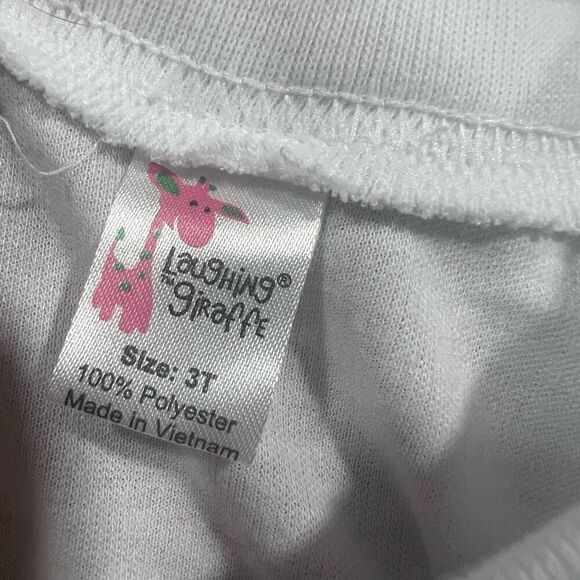 Laughing®
the giraffe
Size: 3T
100% Polyester
Made in Vietnam